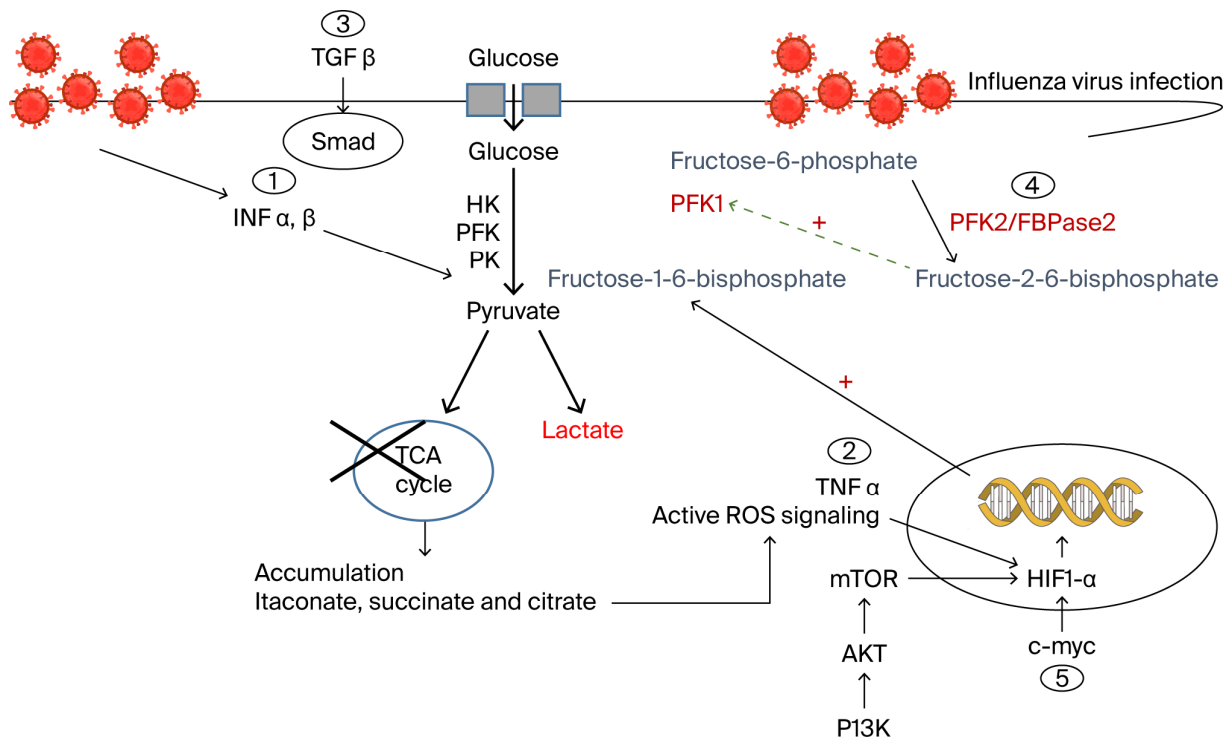 3
TGF β
Smad
Glucose
Glucose
Influenza virus infection
1
INF α, β
HK
PFK
PK
Pyruvate
Fructose-6-phosphate
PFK1
+
4
PFK2/FBPase2
Fructose-1-6-bisphosphate
Fructose-2-6-bisphosphate
+
TCA
cycle
Lactate
Accumulation
Itaconate, succinate and citrate
2
TNF α
Active ROS signaling
mTOR
HIF1-α
AKT
c-myc
5
P13K